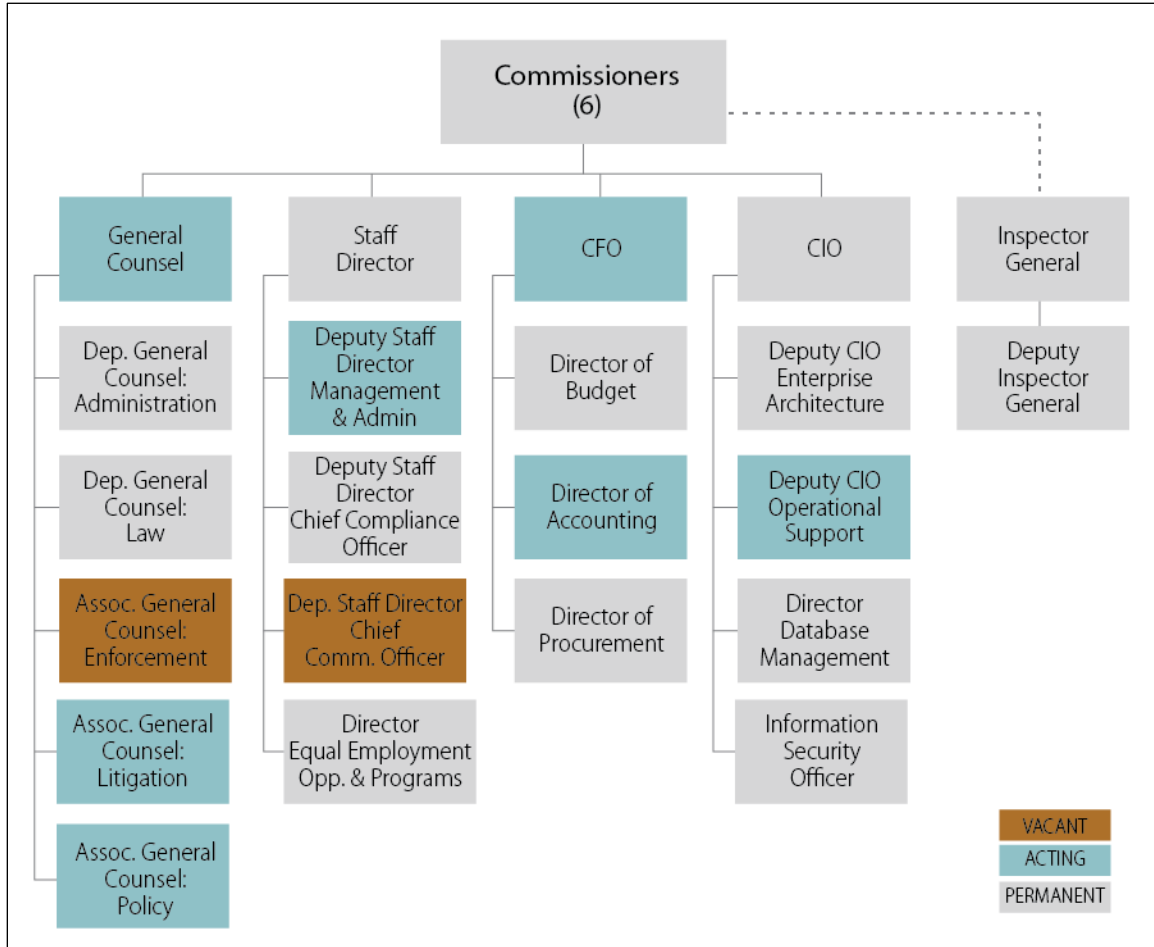 Commissioners
(6)
General
Counsel
Staff
Director
CFO
CIO
Inspector
General
Dep. General
Counsel:
Administration
Deputy Staff
Director
Management
& Admin
Director of
Budget
Deputy CIO
Enterprise
Architecture
Deputy
Inspector
General
Dep. General
Counsel:
Law
Deputy Staff
Director
Chief Compliance
Officer
Director of
Accounting
Deputy CIO
Operational
Support
Assoc. General
Counsel:
Enforcement
Dep. Staff Director
Chief
Comm. Officer
Director of
Procurement
Director
Database
Management
Assoc. General
Counsel:
Litigation
Director
Equal Employment
Opp. & Programs
Information
Security
Officer
Assoc. General
Counsel:
Policy
VACANT
ACTING
PERMANENT